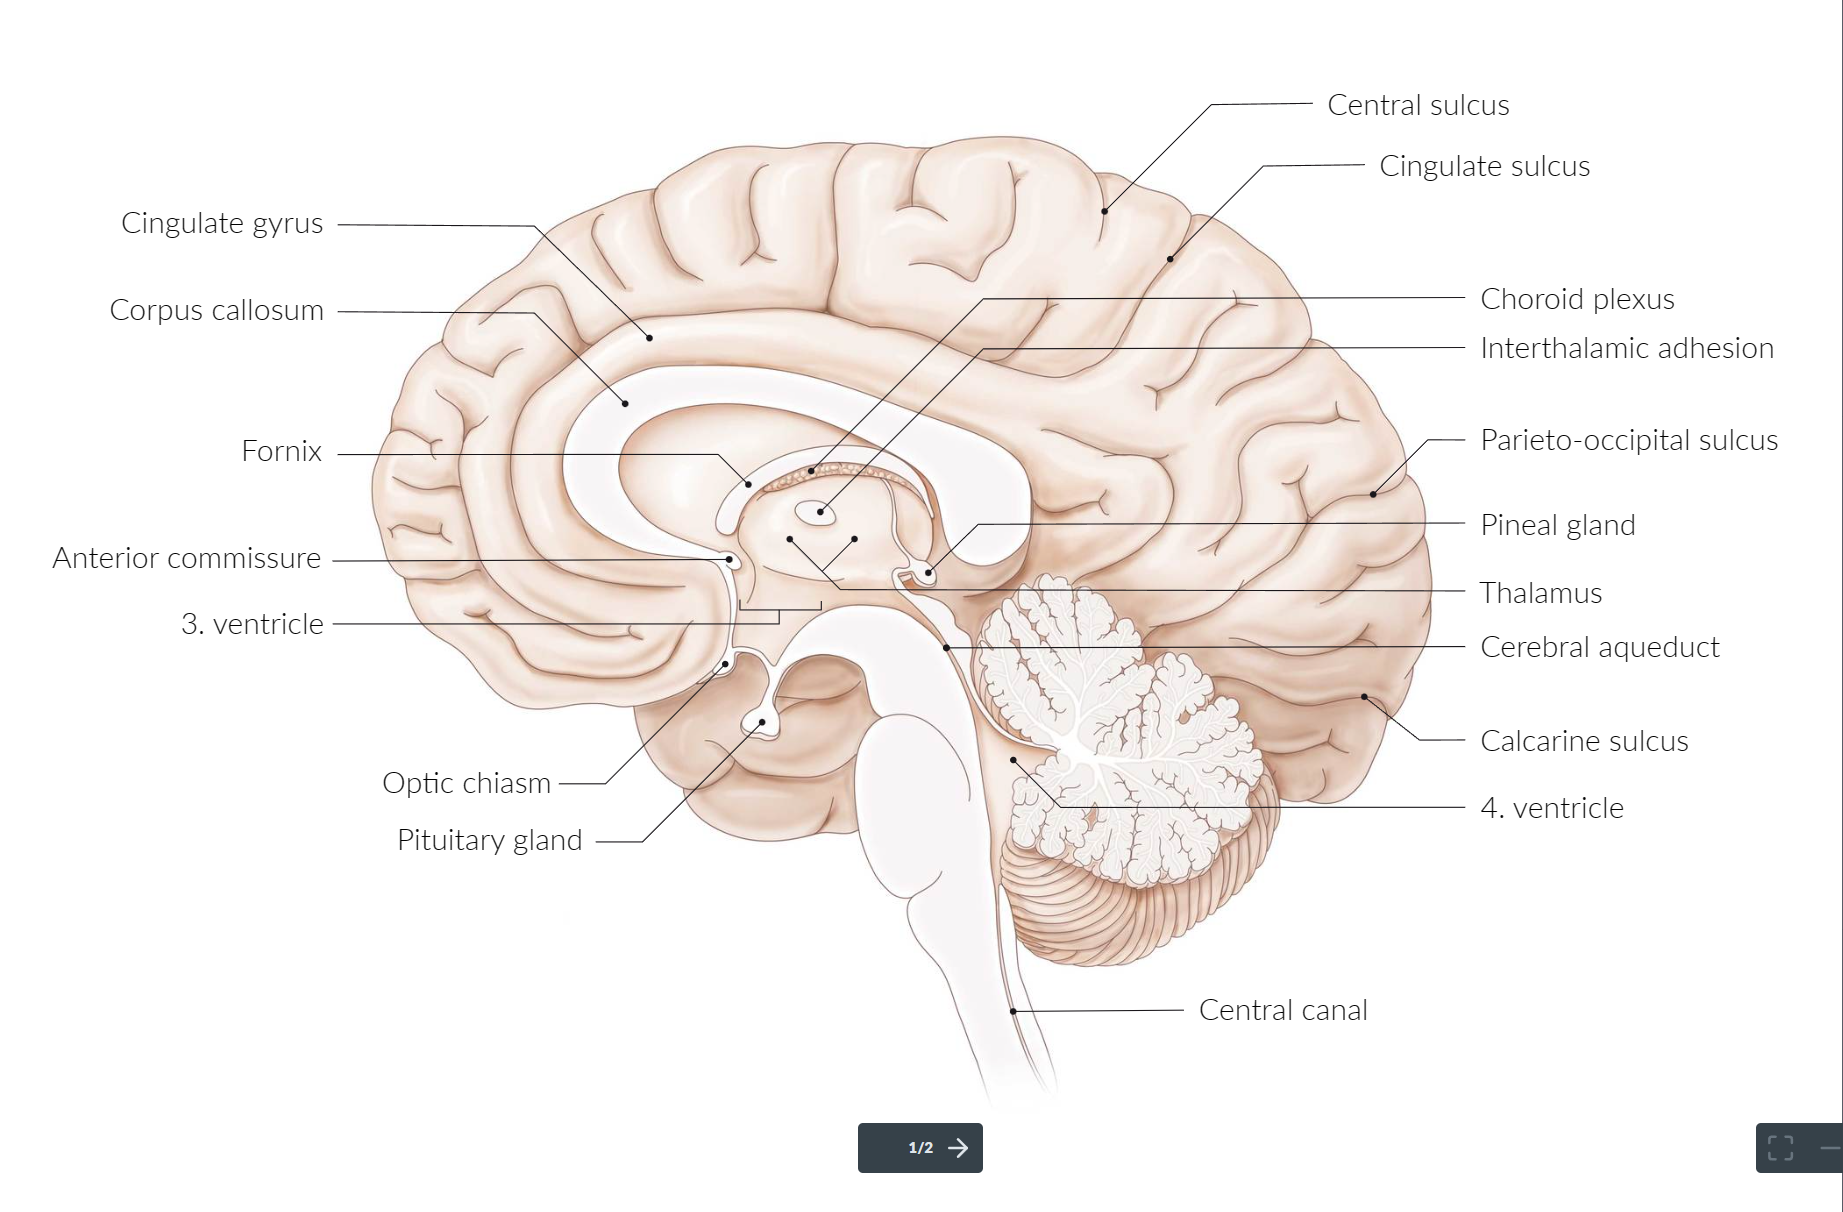 Central sulcus
Cingulate sulcus
Cingulate gyrus
Choroid plexus
Corpus callosum
Interthalamic adhesion
Parieto-occipital sulcus
Fornix
Pineal gland
Anterior commissure
Thalamus
3. ventricle
Cerebral aqueduct
Calcarine sulcus
Optic chiasm
4. ventricle
Pituitary gland
Central canal
1/2